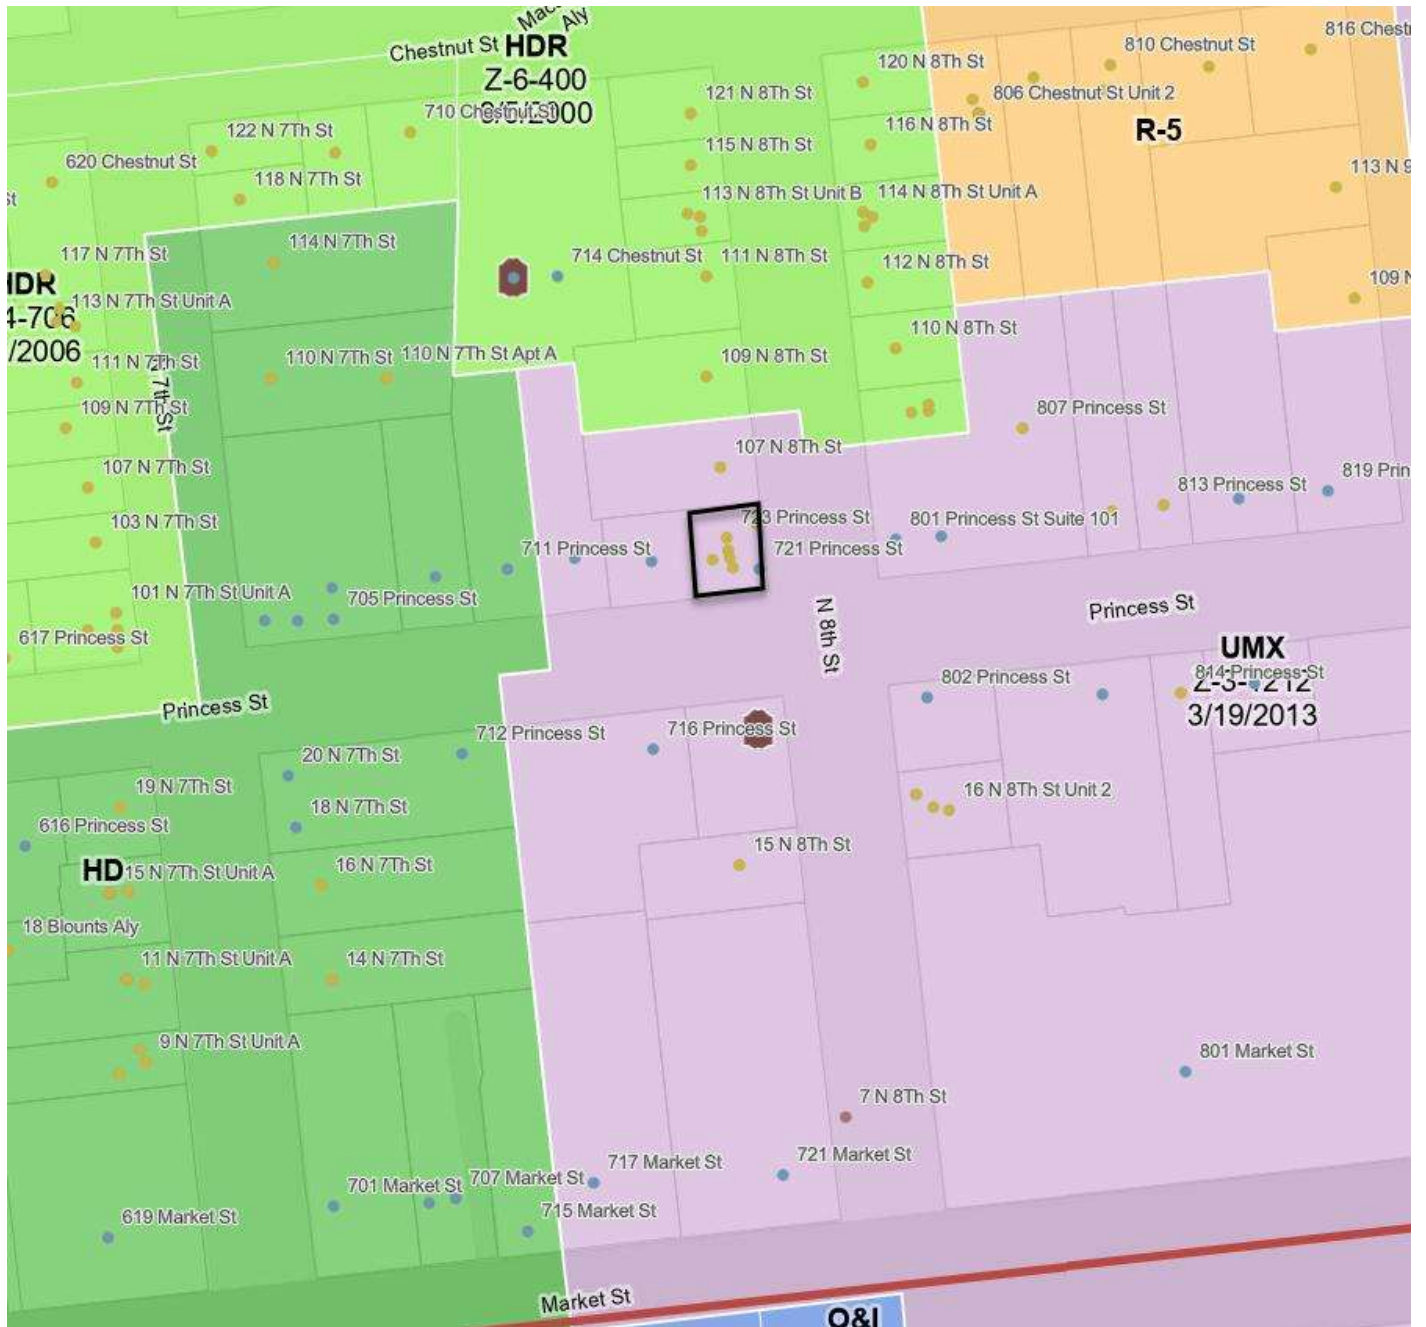 Aly
Chestnut St
HDR
Z-6-400
816 Chest
810 Chestnut St
120 N 8Th St
806 Chestnut St Unit 2
121 N 8Th St
710 Chestnut St
116 N 8Th St
R-5
122 N 7Th St
115 N 8Th St
620 Chestnut St
113 N 9
118 N 7Th St
113 N 8Th St Unit B
114 N 8Th St Unit A
114 N 7Th St
117 N 7Th St
714 Chestnut St
111 N 8Th St
112 N 8Th St
109 N
HDR
4-706
/2006
113 N 7Th St Unit A
110 N 8Th St
111 N 7Th St
N 7th St
110 N 7Th St
110 N 7Th St Apt A
109 N 8Th St
109 N 7Th St
807 Princess St
107 N 8Th St
107 N 7Th St
819 Prin
813 Princess St
103 N 7Th St
723 Princess St
801 Princess St Suite 101
711 Princess St
721 Princess St
101 N 7Th St Unit A
705 Princess St
Princess St
N 8th St
617 Princess St
UMX
Z-3-1212
3/19/2013
814 Princess St
802 Princess St
Princess St
712 Princess St
716 Princess St
20 N 7Th St
19 N 7Th St
18 N 7Th St
16 N 8Th St Unit 2
616 Princess St
15 N 8Th St
HD
15 N 7Th St Unit A
16 N 7Th St
18 Blounts Aly
11 N 7Th St Unit A
14 N 7Th St
9 N 7Th St Unit A
801 Market St
7 N 8Th St
717 Market St
721 Market St
701 Market St
707 Market St
715 Market St
619 Market St
Market St
O&I